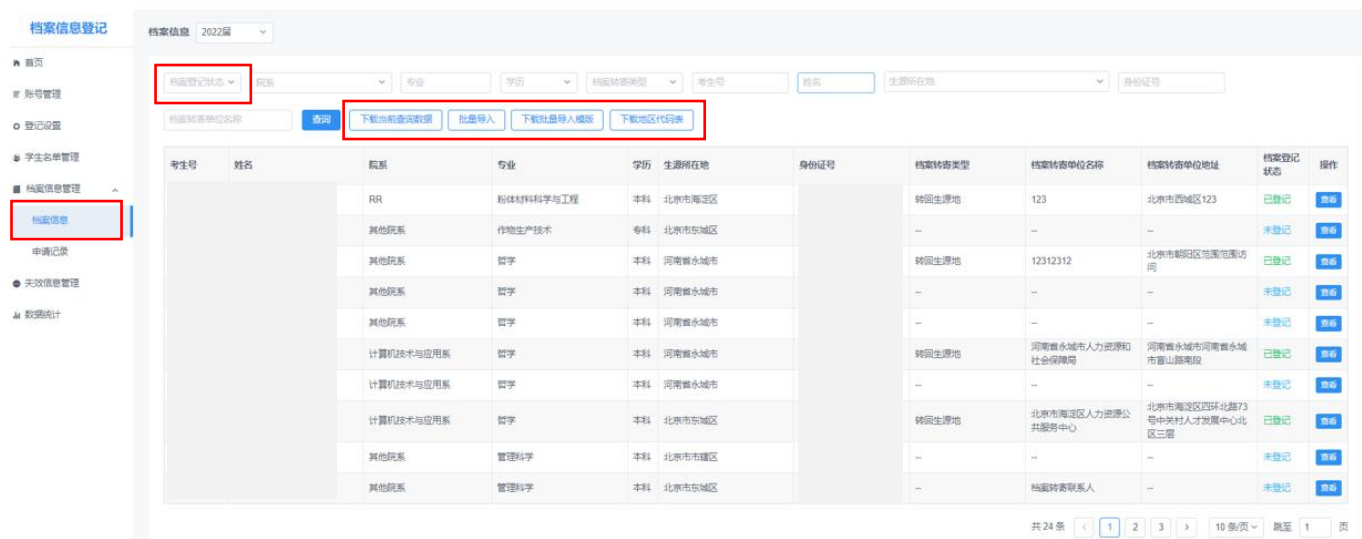 档案信息登记
档案信息 2022届
首页
账号管理
登记设置
学生名单管理
档案信息管理
档案信息
申请记录
失效信息管理
数据统计
档案登记状态 院系 专业 学历 档案转寄类型 考生号 姓名 生源所在地 身份证号
档案转寄单位名称 查询 下载当前查询数据 批量导入 下载批量导入模版 下载地区代码表
考生号 姓名 院系 专业 学历 生源所在地 身份证号 档案转寄类型 档案转寄单位名称 档案转寄单位地址 档案登记状态 操作
RR 粉体材料科学与工程 本科 北京市海淀区 转回生源地 123 北京市西城区123 已登记 查看
其他院系 作物生产技术 专科 北京市东城区 -- -- -- 未登记 查看
其他院系 哲学 本科 河南省永城市 转回生源地 12312312 北京市朝阳区范围范围访问 已登记 查看
其他院系 哲学 本科 河南省永城市 -- -- -- 未登记 查看
其他院系 哲学 本科 河南省永城市 -- -- -- 未登记 查看
计算机技术与应用系 哲学 本科 河南省永城市 转回生源地 河南省永城市人力资源和社会保障局 河南省永城市河南省永城市芒山路南段 已登记 查看
计算机技术与应用系 哲学 本科 河南省永城市 -- -- -- 未登记 查看
计算机技术与应用系 哲学 本科 北京市东城区 转回生源地 北京市海淀区人力资源公共服务中心 北京市海淀区四环北路73号中关村人才发展中心北区三层 已登记 查看
其他院系 管理科学 本科 北京市市辖区 -- -- -- 未登记 查看
其他院系 管理科学 本科 北京市东城区 -- 档案转寄联系人 -- 未登记 查看
共24条 < 1 2 3 > 10条/页 跳至 1 页